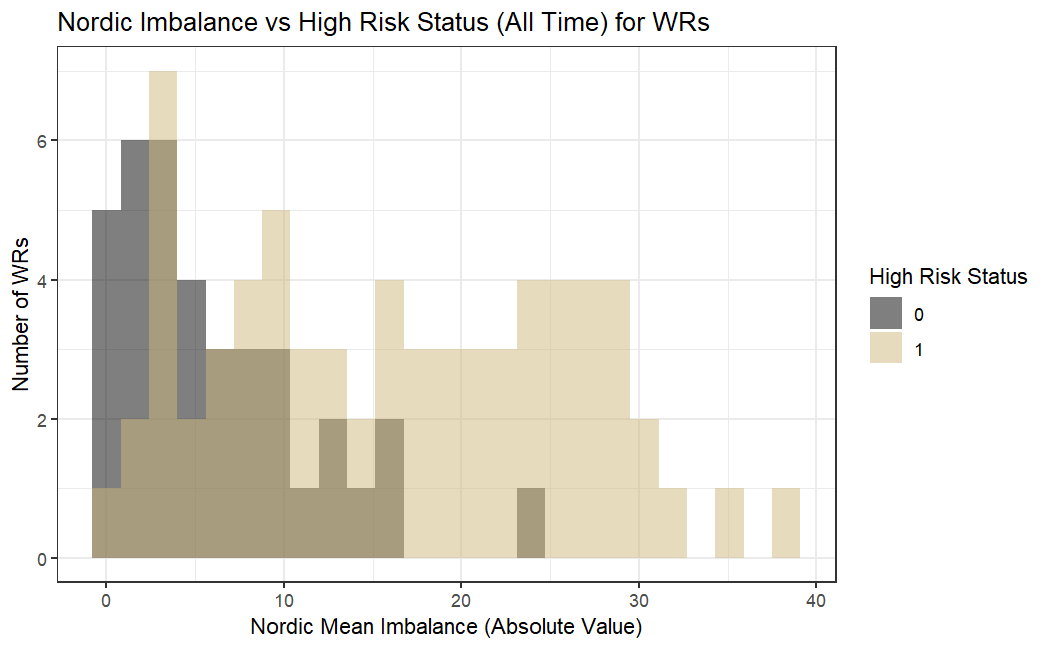 Nordic Imbalance vs High Risk Status (All Time) for WRs
Number of WRs
6
4
2
0
0 10 20 30 40
Nordic Mean Imbalance (Absolute Value)
High Risk Status
0
1